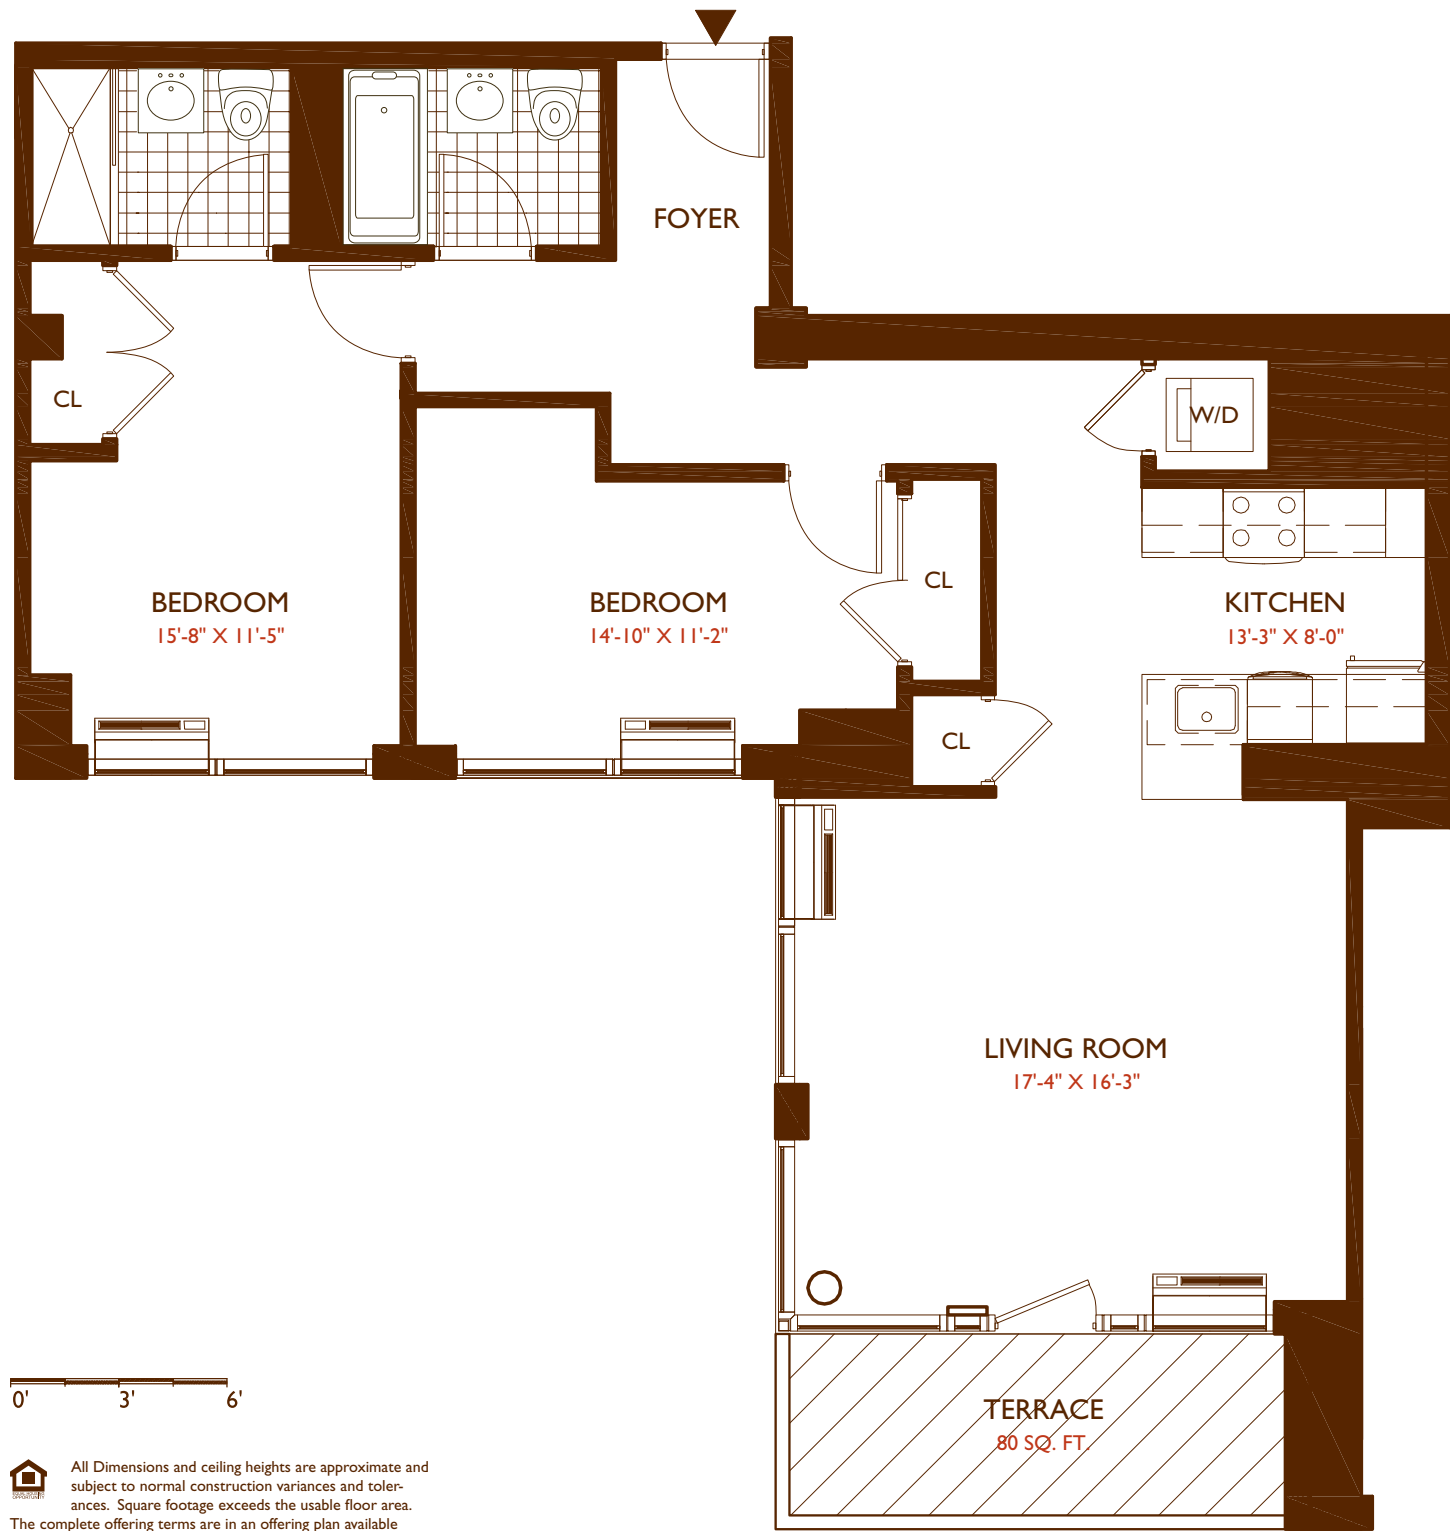 FOYER
CL
W/D
BEDROOM
15'-8" X 11'-5"
BEDROOM
14'-10" X 11'-2"
CL
KITCHEN
13'-3" X 8'-0"
CL
LIVING ROOM
17'-4" X 16'-3"
TERRACE
80 SQ. FT.
0' 3' 6'
EQUAL HOUSING
OPPORTUNITY
All Dimensions and ceiling heights are approximate and
subject to normal construction variances and toler-
ances. Square footage exceeds the usable floor area.
The complete offering terms are in an offering plan available